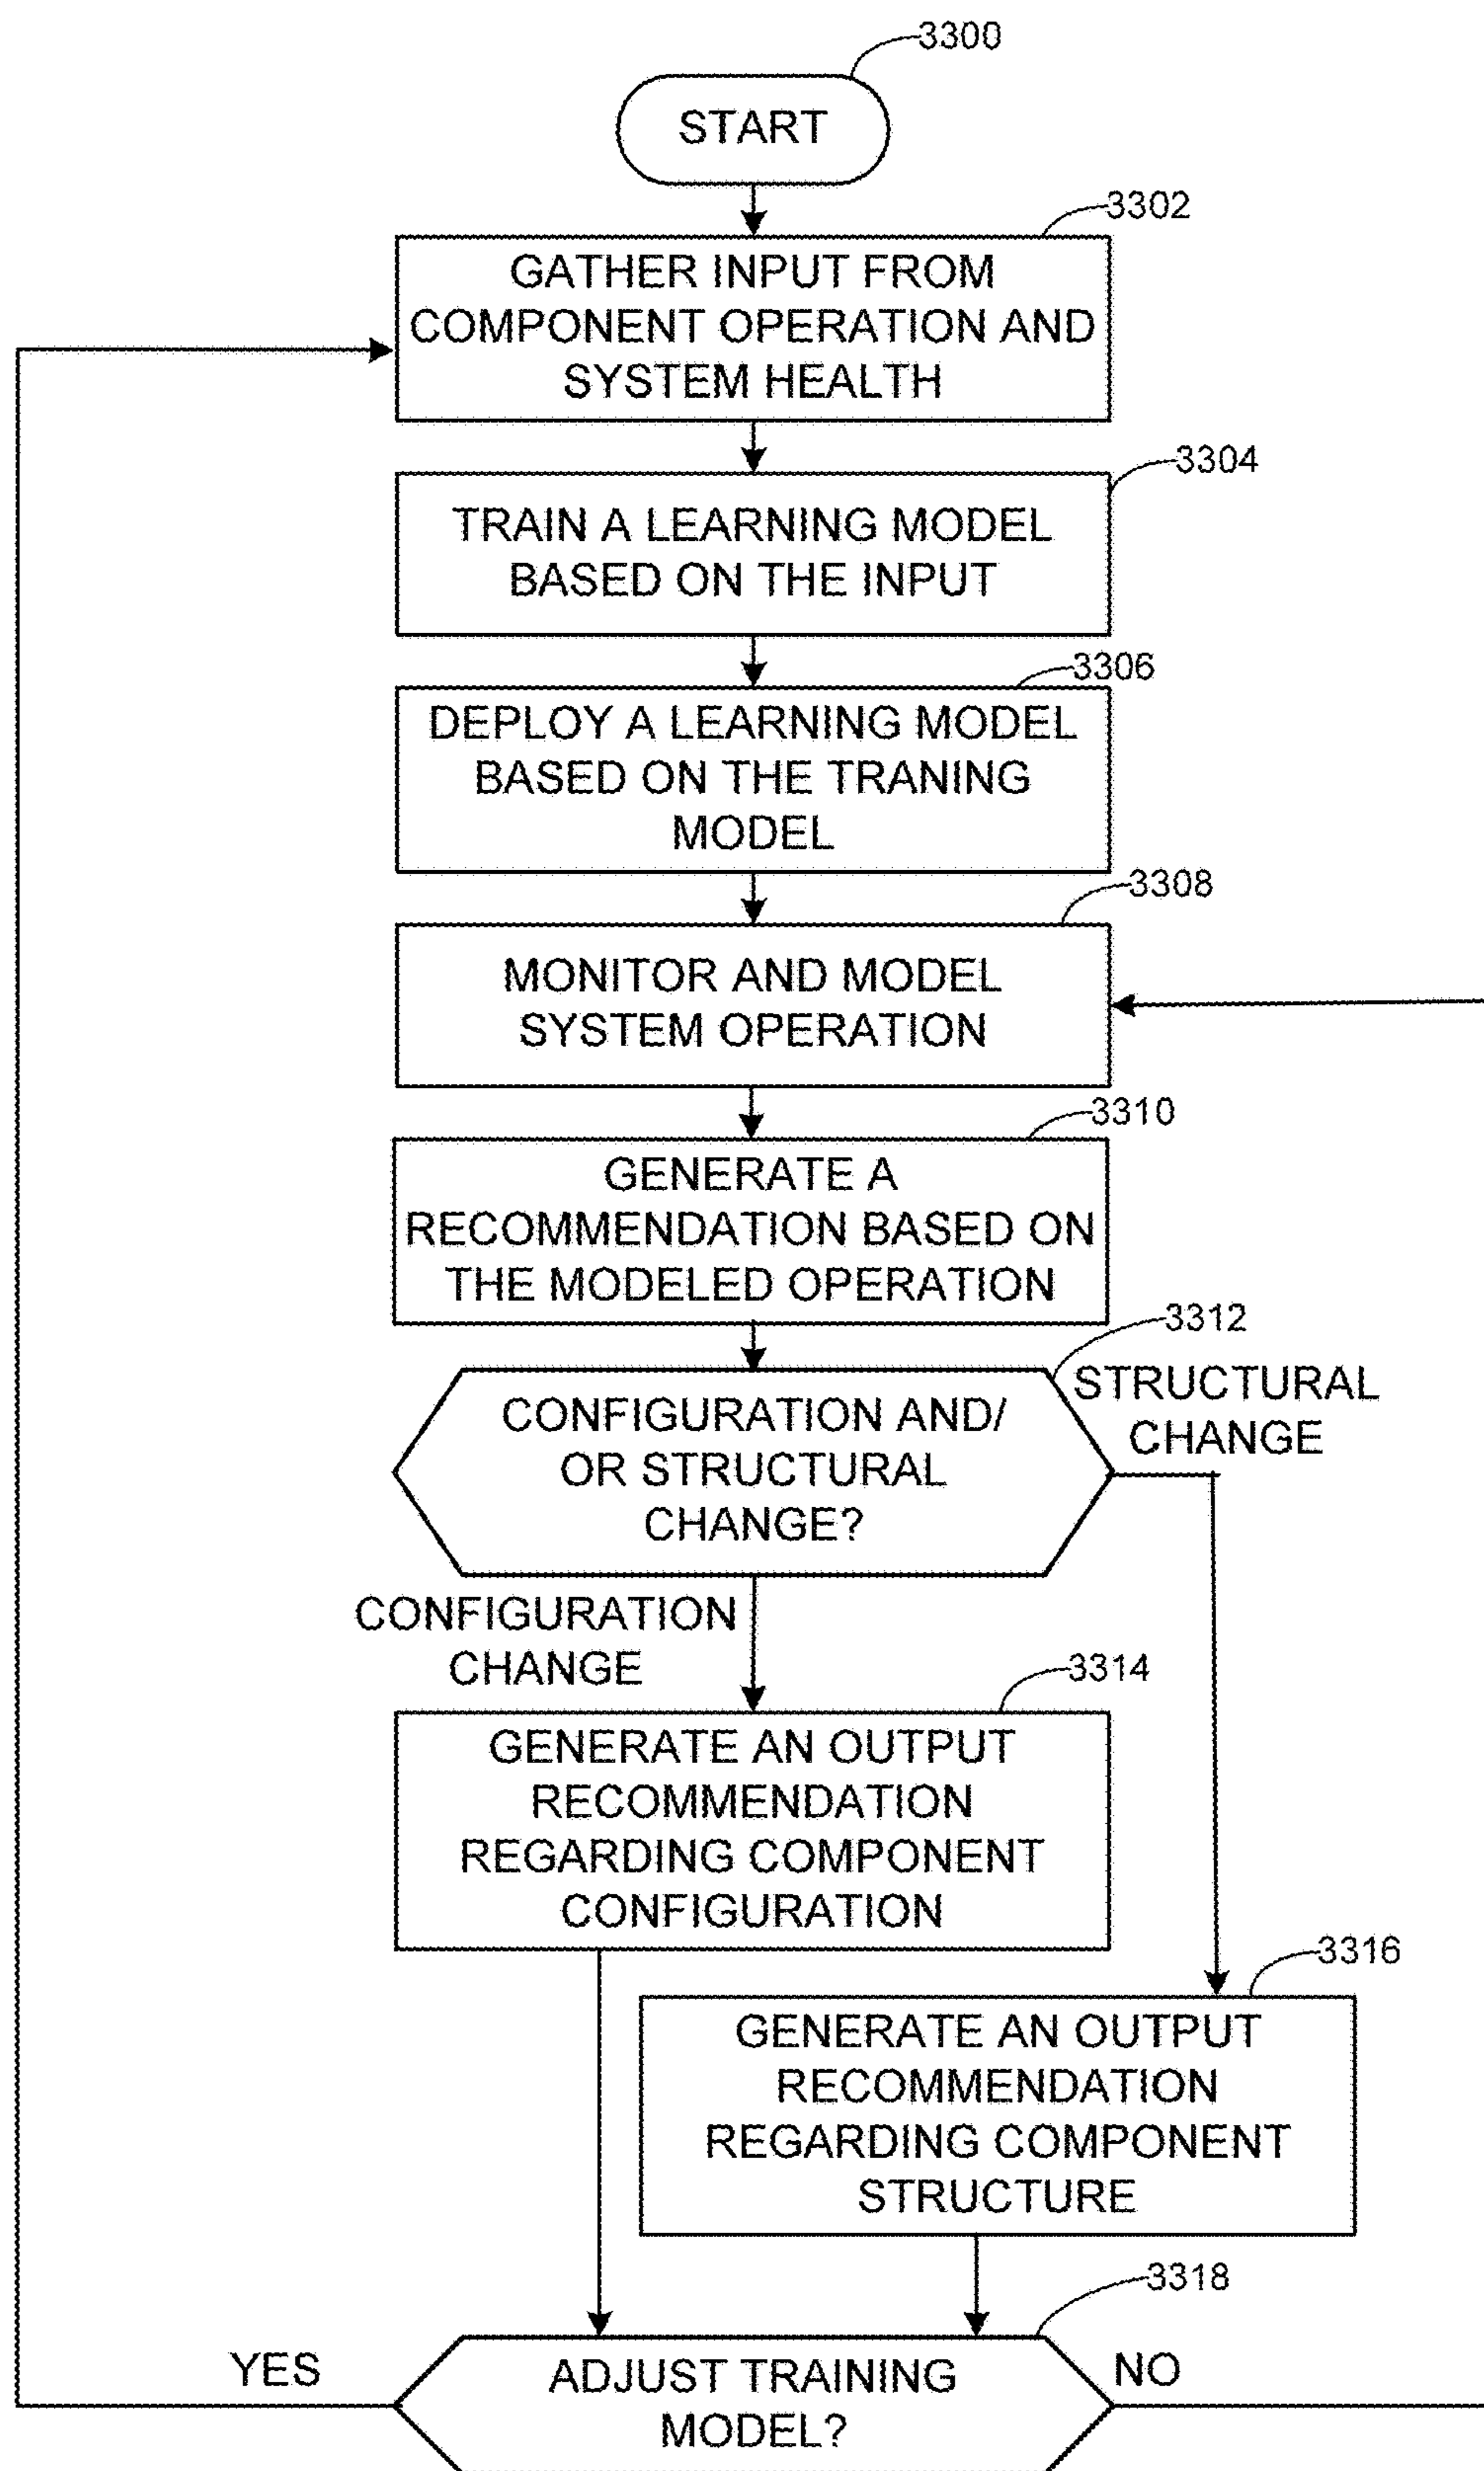 3300
START
3302
GATHER INPUT FROM
COMPONENT OPERATION AND
SYSTEM HEALTH
3304
TRAIN A LEARNING MODEL
BASED ON THE INPUT
3306
DEPLOY A LEARNING MODEL
BASED ON THE TRANING
MODEL
3308
MONITOR AND MODEL
SYSTEM OPERATION
3310
GENERATE A
RECOMMENDATION BASED ON
THE MODELED OPERATION
3312
CONFIGURATION AND/
OR STRUCTURAL
CHANGE?
STRUCTURAL
CHANGE
CONFIGURATION
CHANGE
3314
GENERATE AN OUTPUT
RECOMMENDATION
REGARDING COMPONENT
CONFIGURATION
3316
GENERATE AN OUTPUT
RECOMMENDATION
REGARDING COMPONENT
STRUCTURE
3318
YES
ADJUST TRAINING
MODEL?
NO